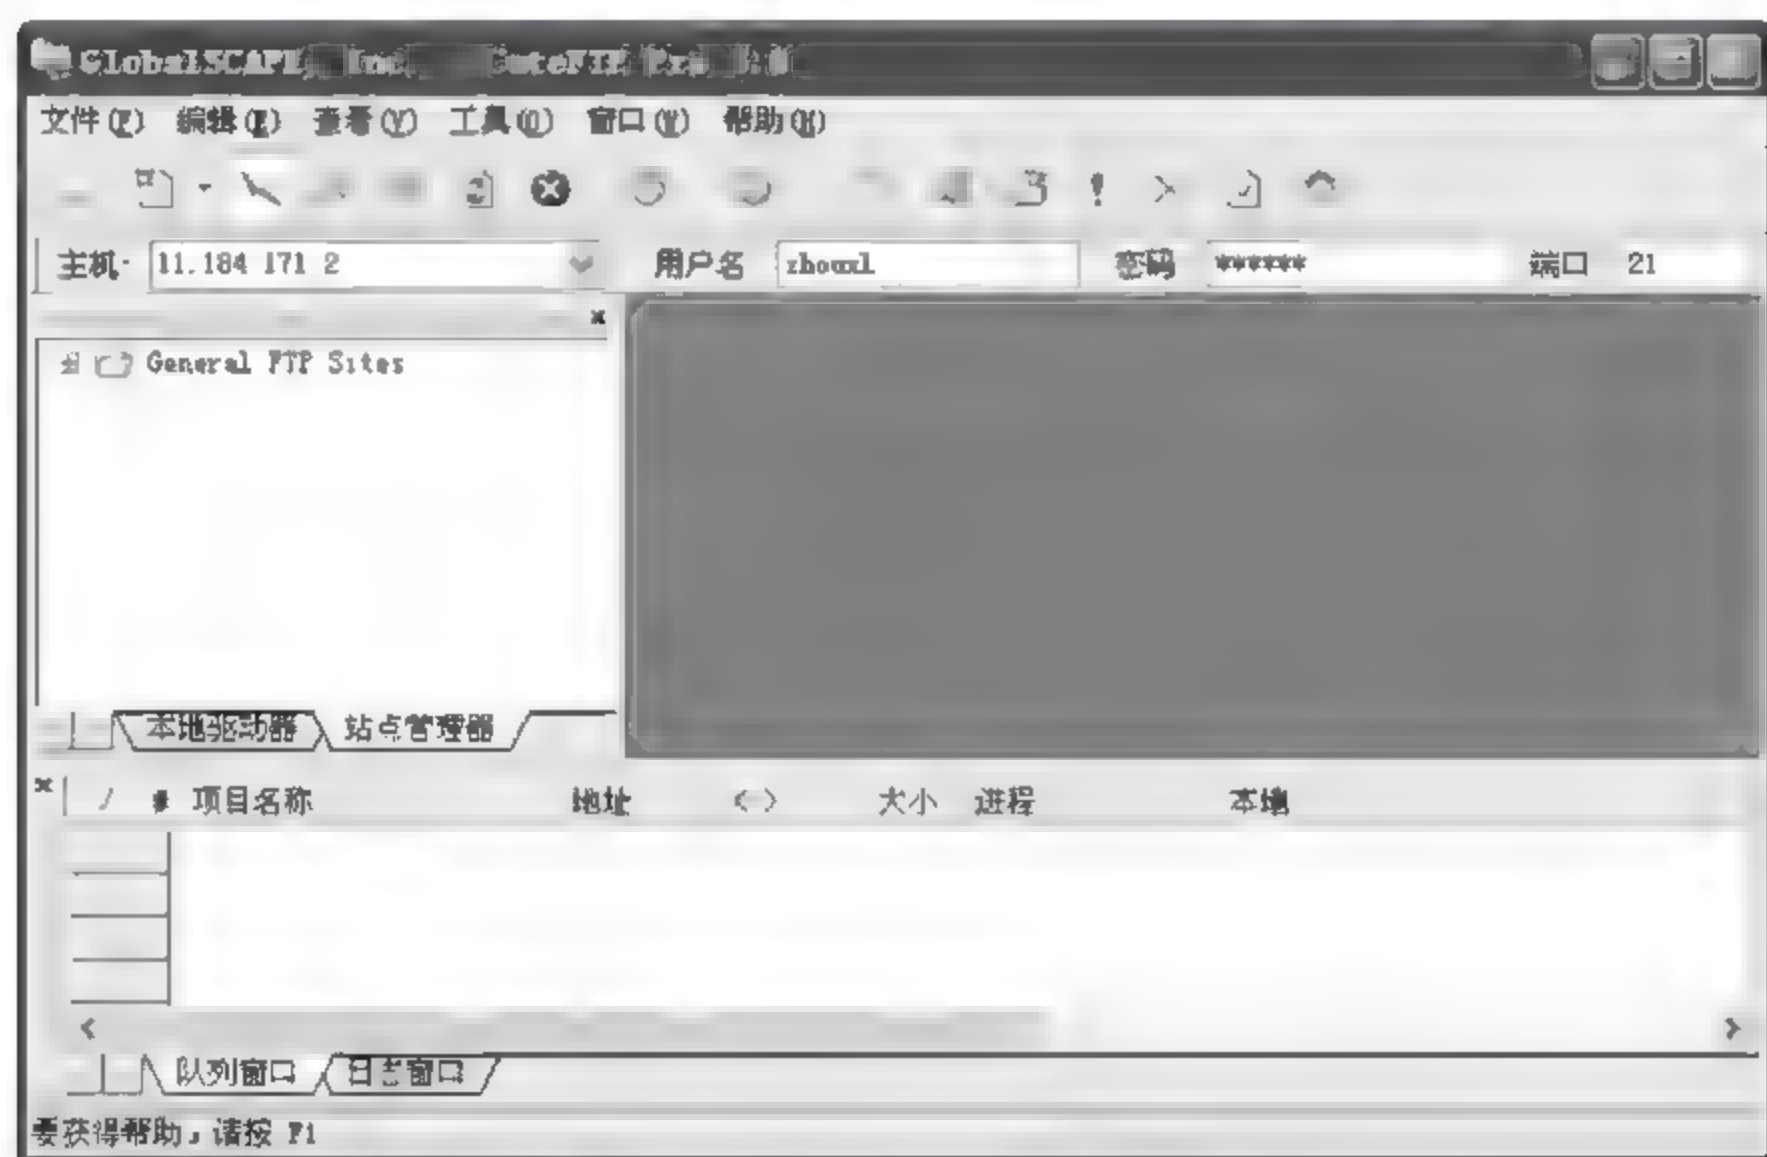 GlobalSCAPE
文件(F) 编辑(E) 查看(V) 工具(O) 窗口(W) 帮助(H)
主机: 11.184 171 2 用户名 zhouxl 密码 ****** 端口 21
General FTP Sites
本地驱动器 站点管理器
/ # 项目名称 地址 <-> 大小 进程 本地
队列窗口 日志窗口
要获得帮助,请按 F1